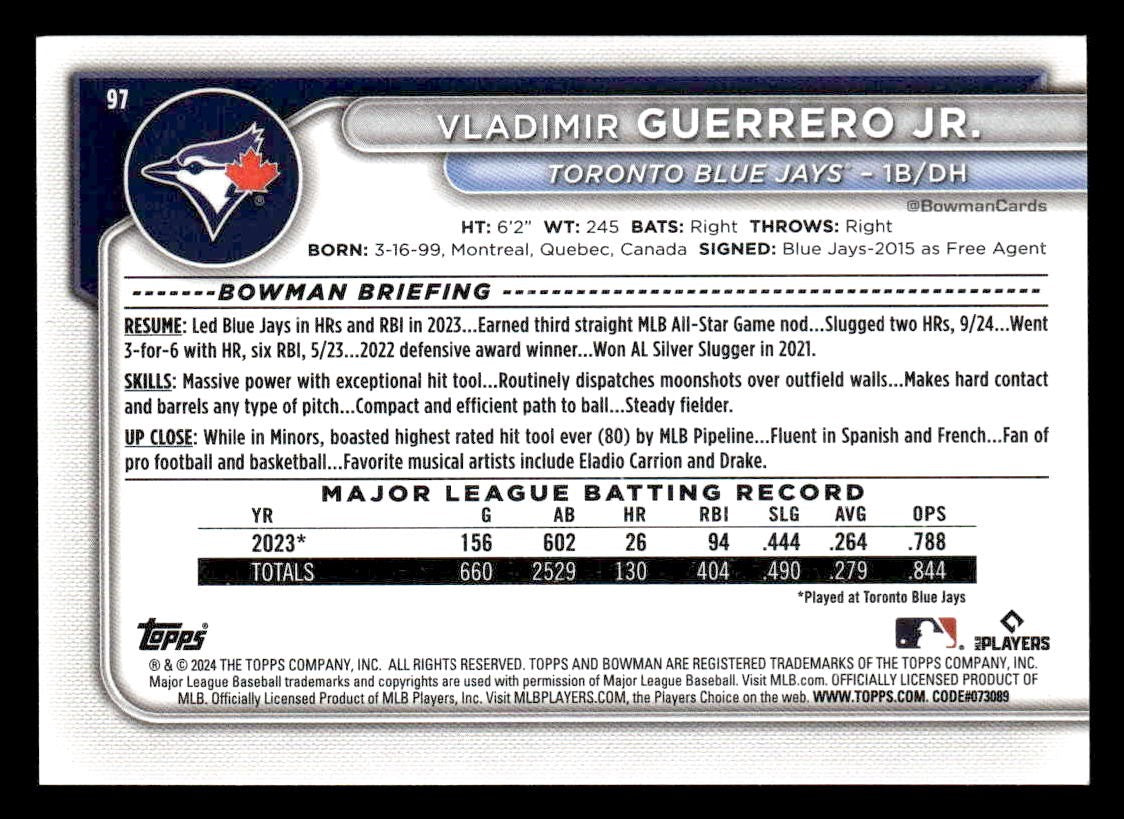 97
VLADIMIR GUERRERO JR.
TORONTO BLUE JAYS™ – 1B/DH
®
@BowmanCards
HT: 6'2" WT: 245 BATS: Right THROWS: Right
BORN: 3-16-99, Montreal, Quebec, Canada SIGNED: Blue Jays-2015 as Free Agent
BOWMAN BRIEFING
RESUME: Led Blue Jays in HRs and RBI in 2023...Earned third straight MLB All-Star Game nod...Slugged two HRs, 9/24...Went
3-for-6 with HR, six RBI, 5/23...2022 defensive award winner...Won AL Silver Slugger in 2021.
SKILLS: Massive power with exceptional hit tool...Routinely dispatches moonshots over outfield walls...Makes hard contact
and barrels any type of pitch...Compact and efficient path to ball...Steady fielder.
UP CLOSE: While in Minors, boasted highest rated hit tool ever (80) by MLB Pipeline...Fluent in Spanish and French...Fan of
pro football and basketball...Favorite musical artists include Eladio Carrion and Drake.
MAJOR LEAGUE BATTING RECORD
YR G AB HR RBI SLG AVG OPS
2023* 156 602 26 94 .444 .264 .788
TOTALS 660 2529 130 404 .490 .279 .844
*Played at Toronto Blue Jays
Topps®
MLB PLAYERS
® & © 2024 THE TOPPS COMPANY, INC. ALL RIGHTS RESERVED. TOPPS AND BOWMAN ARE REGISTERED TRADEMARKS OF THE TOPPS COMPANY, INC.
Major League Baseball trademarks and copyrights are used with permission of Major League Baseball. Visit MLB.com. OFFICIALLY LICENSED PRODUCT OF
MLB. Officially Licensed Product of MLB Players, Inc. Visit MLBPLAYERS.COM, the Players Choice on the web. WWW.TOPPS.COM. CODE#073089